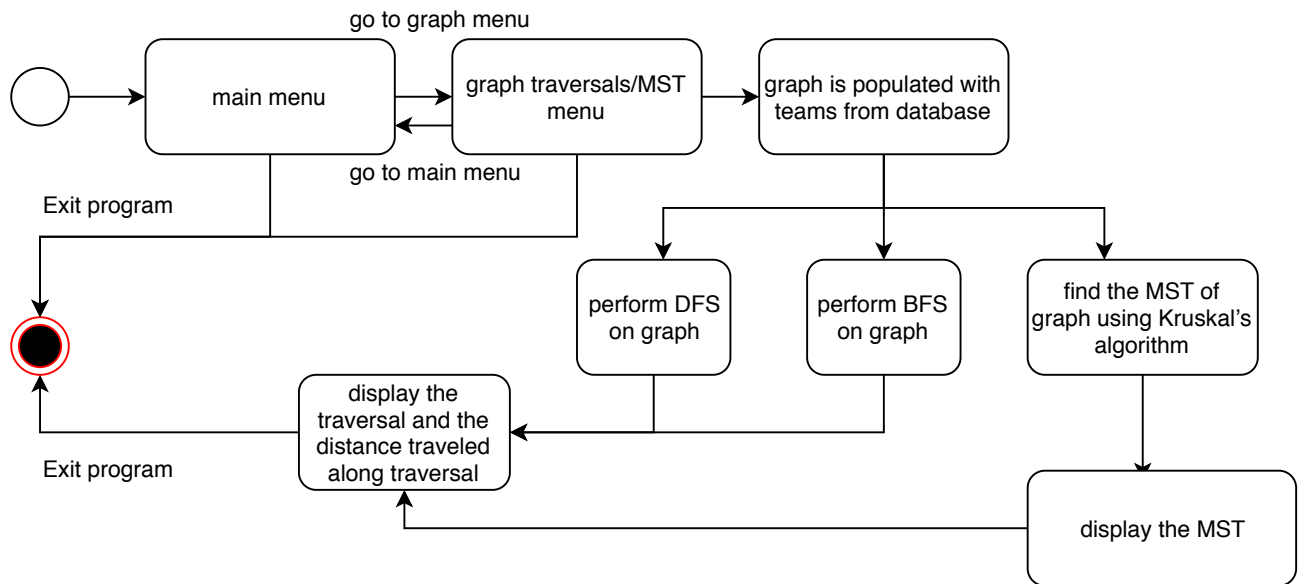 go to graph menu
main menu
graph traversals/MST
menu
graph is populated with
teams from database
go to main menu
Exit program
perform DFS
on graph
perform BFS
on graph
find the MST of
graph using Kruskal's
algorithm
display the
traversal and the
distance traveled
along traversal
Exit program
display the MST